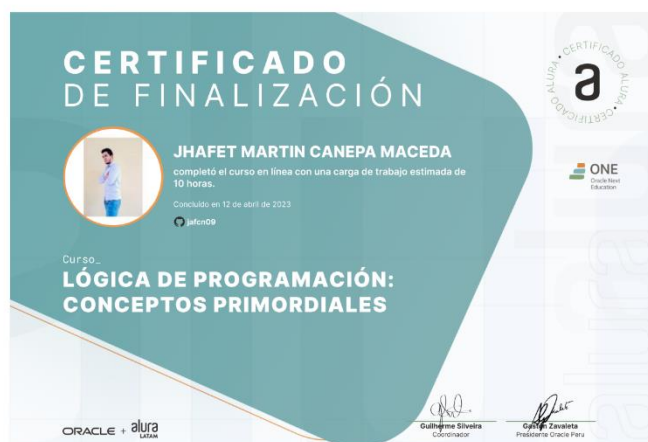 CERTIFICADO
DE FINALIZACIÓN
JHAFET MARTIN CANEPA MACEDA
completó el curso en línea con una carga de trabajo estimada de
10 horas.
Concluido en 12 de abril de 2023
jafcn09
Curso_
LÓGICA DE PROGRAMACIÓN:
CONCEPTOS PRIMORDIALES
ORACLE + alura
LATAM
CERTIFICADO ALURA • CERTIFICADO ALURA •
a
ONE
Oracle Next
Education
alura
Guilherme Silveira
Coordinador
Gastón Zavaleta
Presidente Oracle Peru